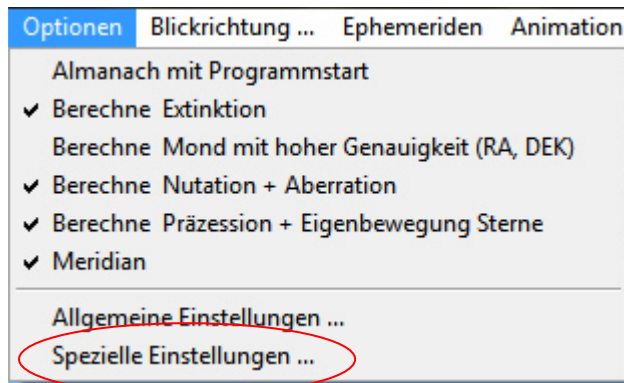 Optionen Blickrichtung ... Ephemeriden Animation
Almanach mit Programmstart
Berechne Extinktion
Berechne Mond mit hoher Genauigkeit (RA, DEK)
Berechne Nutation + Aberration
Berechne Präzession + Eigenbewegung Sterne
Meridian
Allgemeine Einstellungen ...
Spezielle Einstellungen ...